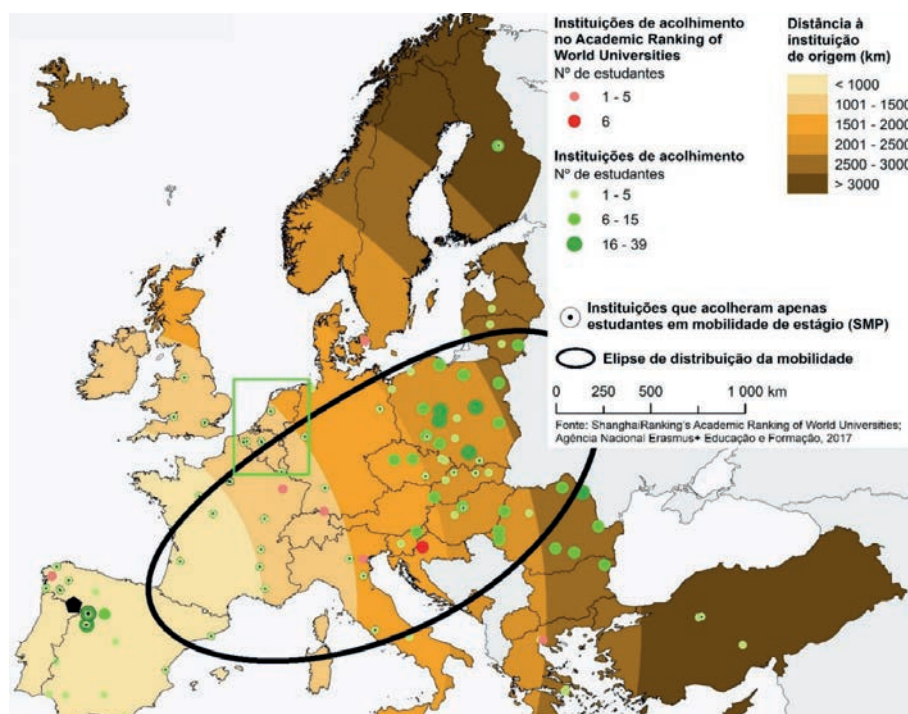 Instituições de acolhimento
no Academic Ranking of
World Universities
Nº de estudantes
1 - 5
6
Instituições de acolhimento
Nº de estudantes
1 - 5
6 - 15
16 - 39
Distância à
instituição
de origem (km)
< 1000
1001 - 1500
1501 - 2000
2001 - 2500
2500 - 3000
> 3000
Instituições que acolheram apenas
estudantes em mobilidade de estágio (SMP)
Elipse de distribuição da mobilidade
0 250 500 1 000 km
Fonte: ShanghaiRanking's Academic Ranking of World Universities;
Agência Nacional Erasmus+ Educação e Formação, 2017